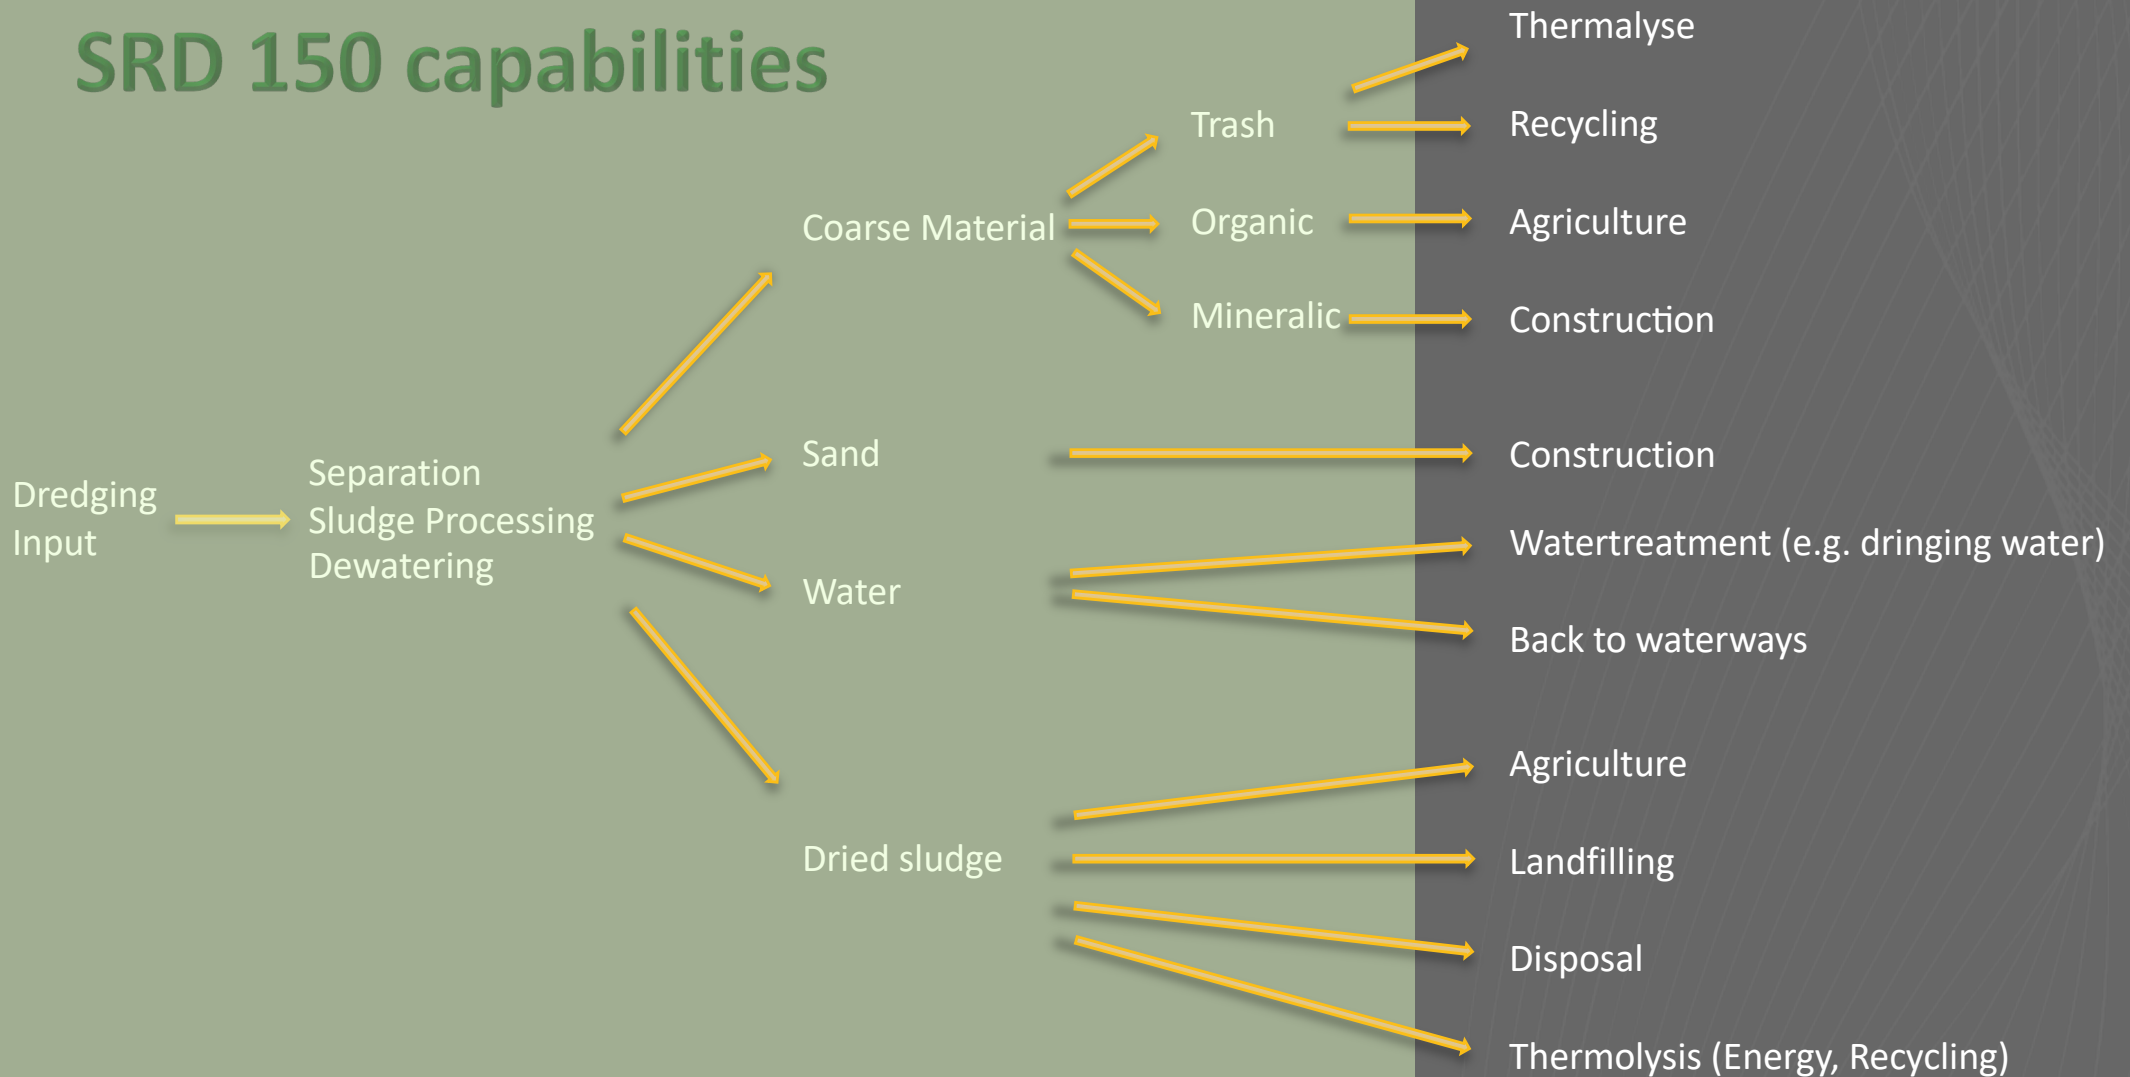 SRD 150 capabilities
Dredging
Input
Separation
Sludge Processing
Dewatering
Coarse Material
Sand
Water
Dried sludge
Trash
Organic
Mineralic
Thermalyse
Recycling
Agriculture
Construction
Construction
Watertreatment (e.g. dringing water)
Back to waterways
Agriculture
Landfilling
Disposal
Thermolysis (Energy, Recycling)